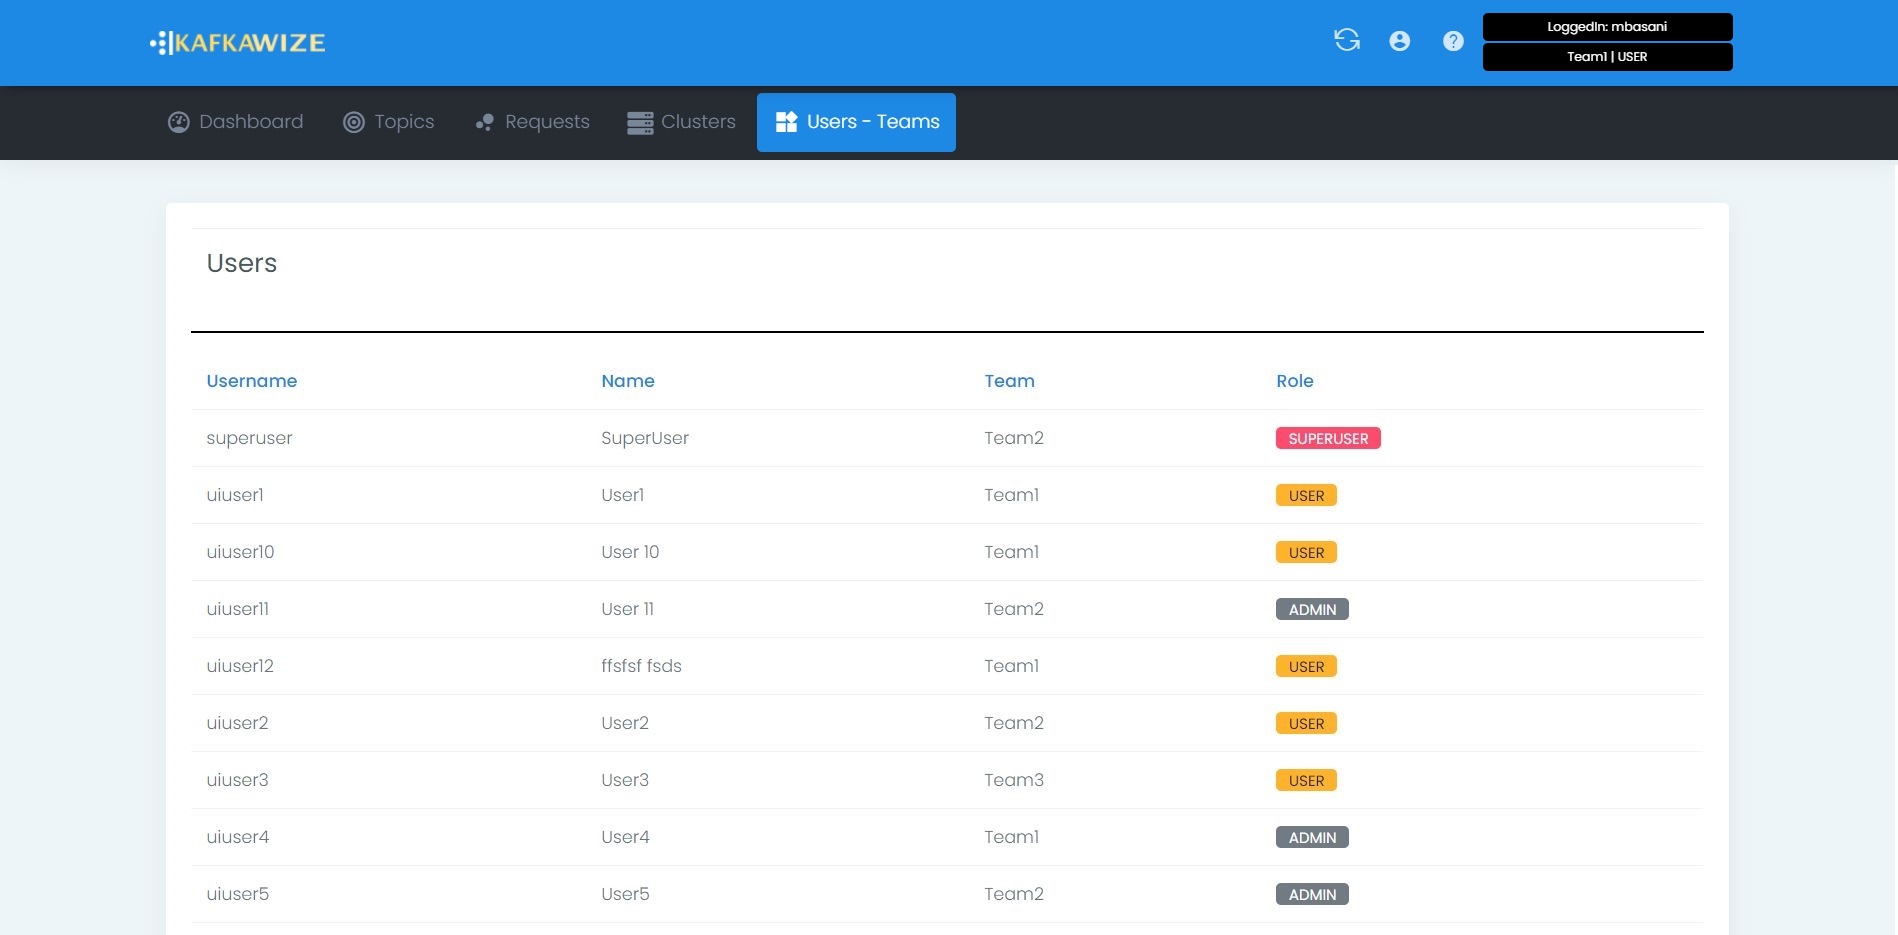 KAFKAWIZE
LoggedIn: mbasani
Team1 | USER
Dashboard Topics Requests Clusters Users - Teams
Users
Username Name Team Role
superuser SuperUser Team2 SUPERUSER
uiuser1 User1 Team1 USER
uiuser10 User 10 Team1 USER
uiuser11 User 11 Team2 ADMIN
uiuser12 ffsfsf fsds Team1 USER
uiuser2 User2 Team2 USER
uiuser3 User3 Team3 USER
uiuser4 User4 Team1 ADMIN
uiuser5 User5 Team2 ADMIN